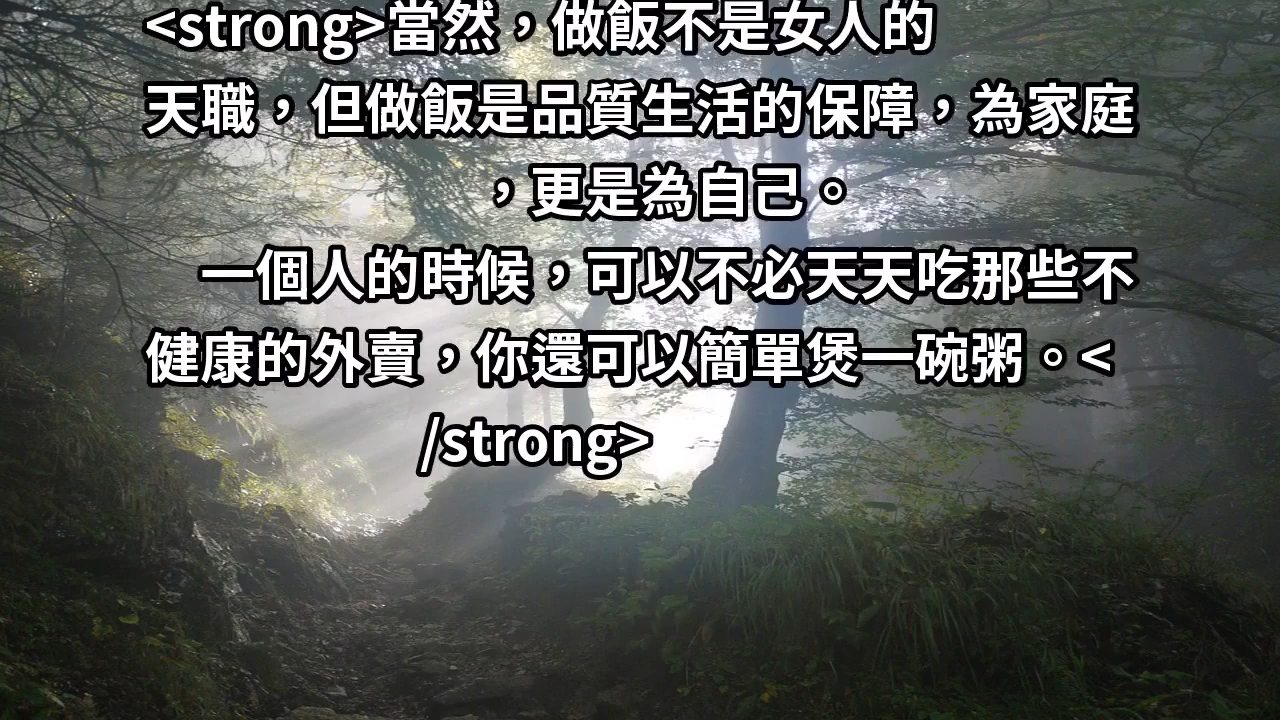 <strong>當然，做飯不是女人的
天職，但做飯是品質生活的保障，為家庭
，更是為自己。
一個人的時候，可以不必天天吃那些不
健康的外賣，你還可以簡單煲一碗粥。<
/strong>